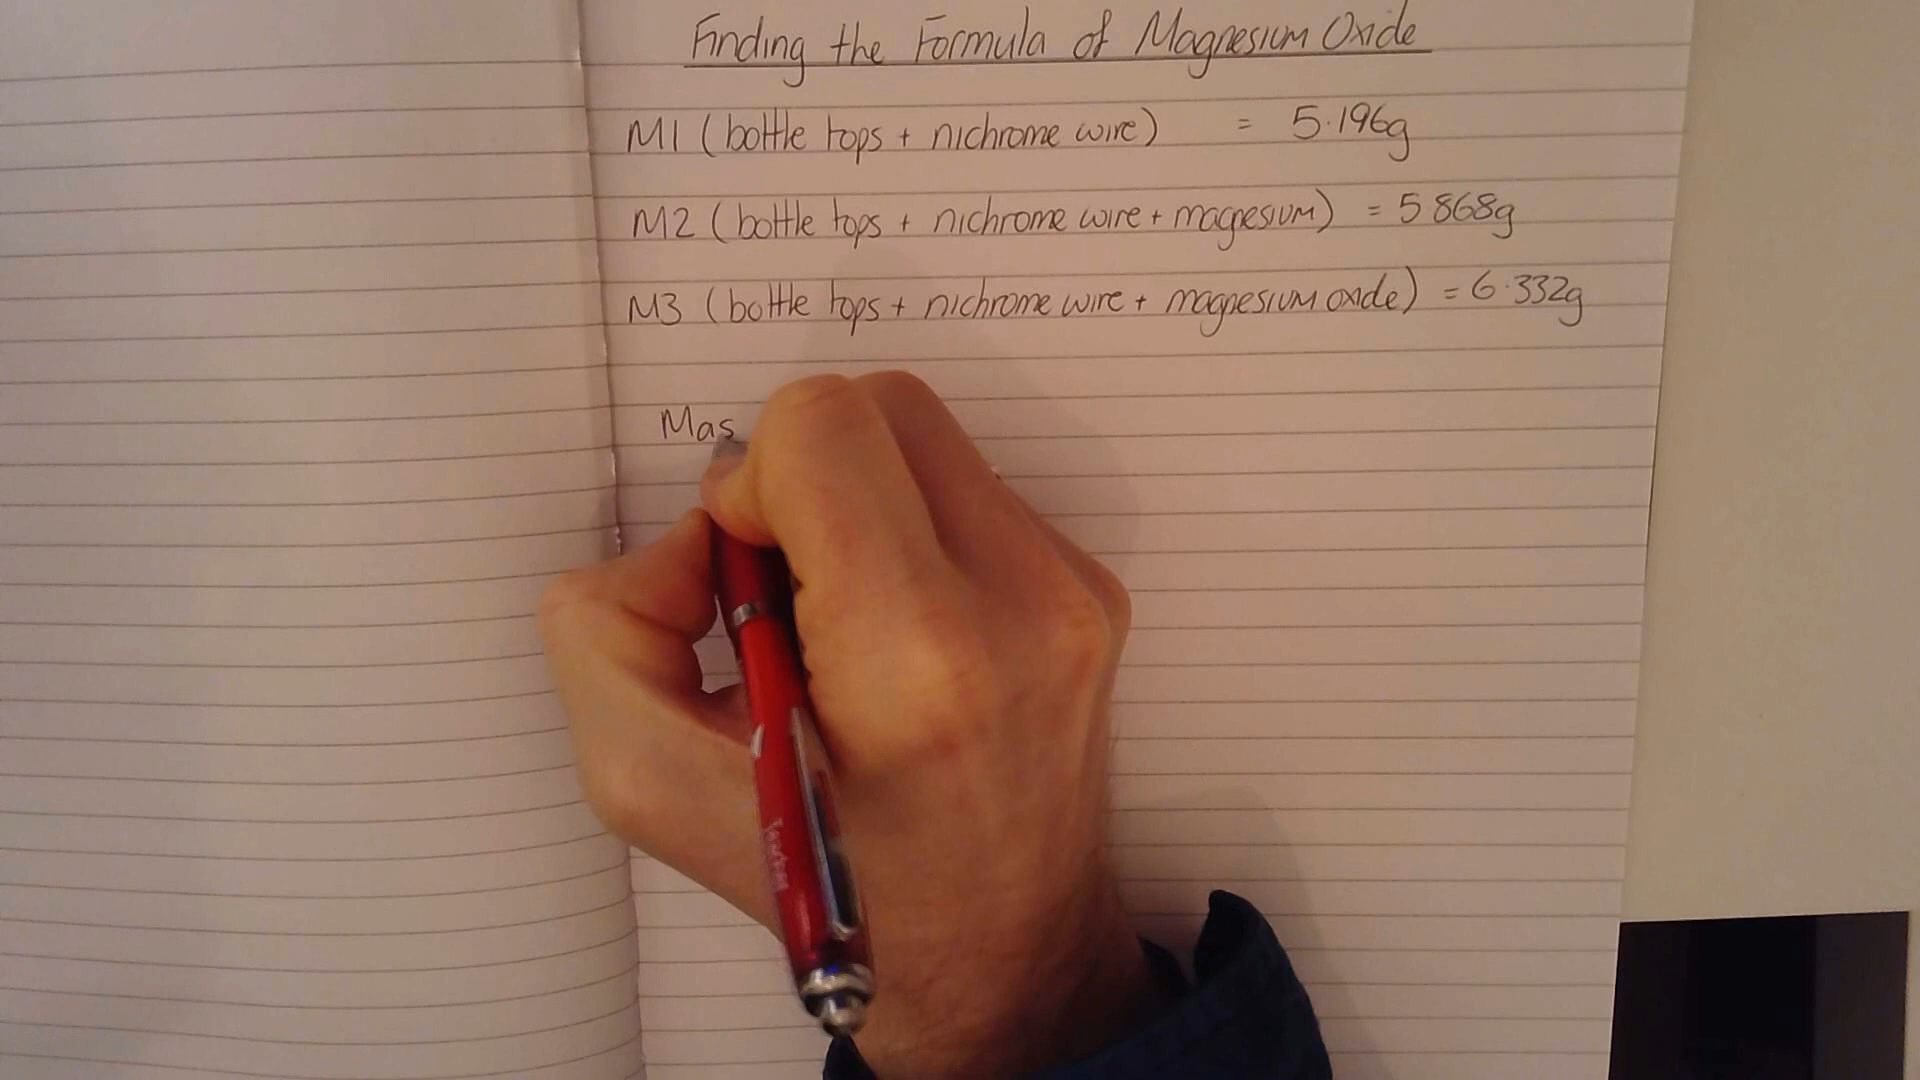 Finding the Formula of Magnesium Oxide
M1 (bottle tops + nichrome wire) = 5.196g
M2 (bottle tops + nichrome wire + magnesium) = 5.868g
M3 (bottle tops + nichrome wire + magnesium oxide) = 6.332g
Mas